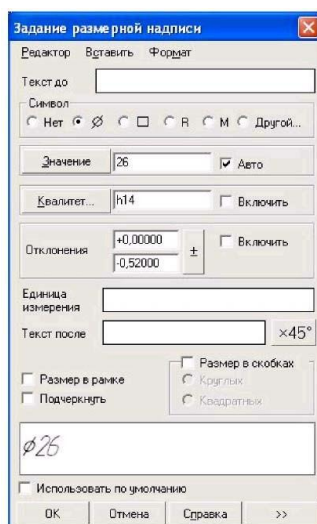 Задание размерной надписи
Редактор Вставить Формат
Текст до
Символ
Нет Ø □ R M Другой...
Значение 26 Авто
Квалитет... h14 Включить
Отклонения +0,00000 -0,52000 ± Включить
Единица измерения
Текст после ×45°
Размер в рамке
Подчеркнуть
Размер в скобках
Круглых
Квадратных
Ø26
Использовать по умолчанию
OK Отмена Справка >>